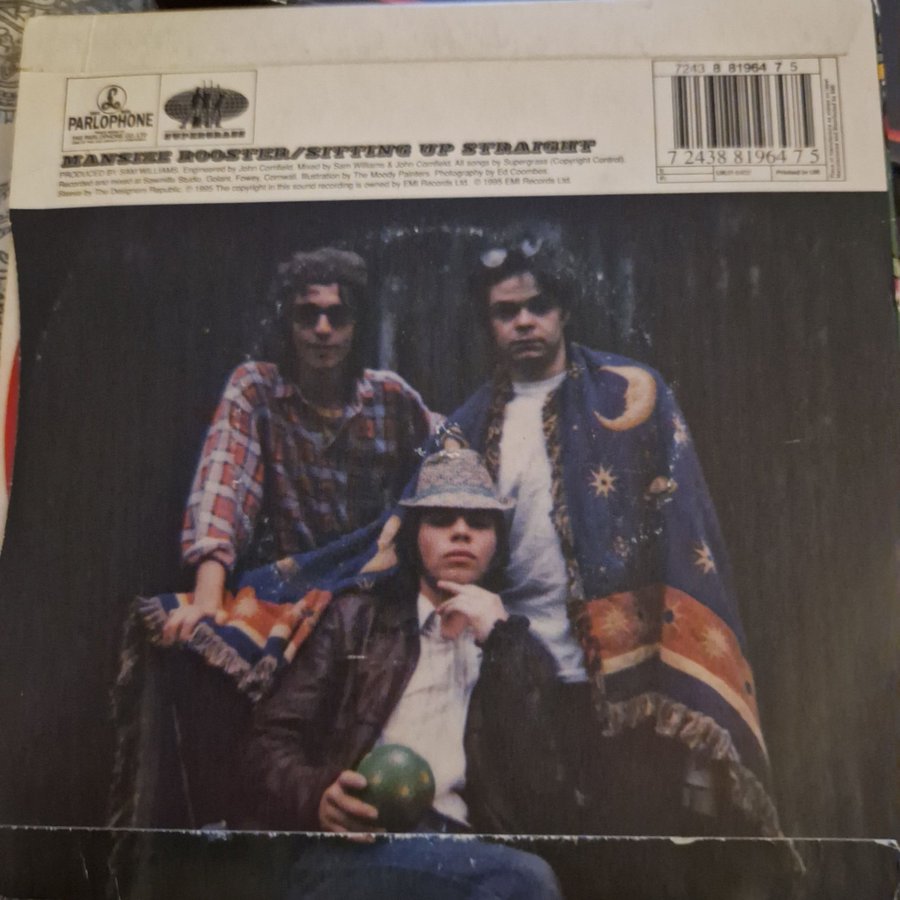 7243 8 81964 7 5
PARLOPHONE
SUPERGRASS
MANSIZE ROOSTER/SITTING UP STRAIGHT
PRODUCED BY SAM WILLIAMS. Engineered by John Cornfield. Mixed by Sam Williams & John Cornfield. All songs by Supergrass (Copyright Control).
Recorded and mixed at Sawmills Studio, Golant, Fowey, Cornwall. Illustration by The Moody Painters. Photography by Ed Coombes
Sleeve by The Designers Republic. ℗ 1995 The copyright in this sound recording is owned by EMI Records Ltd. © 1995 EMI Records Ltd.
7 24388 81964 7 5
Printed in UK